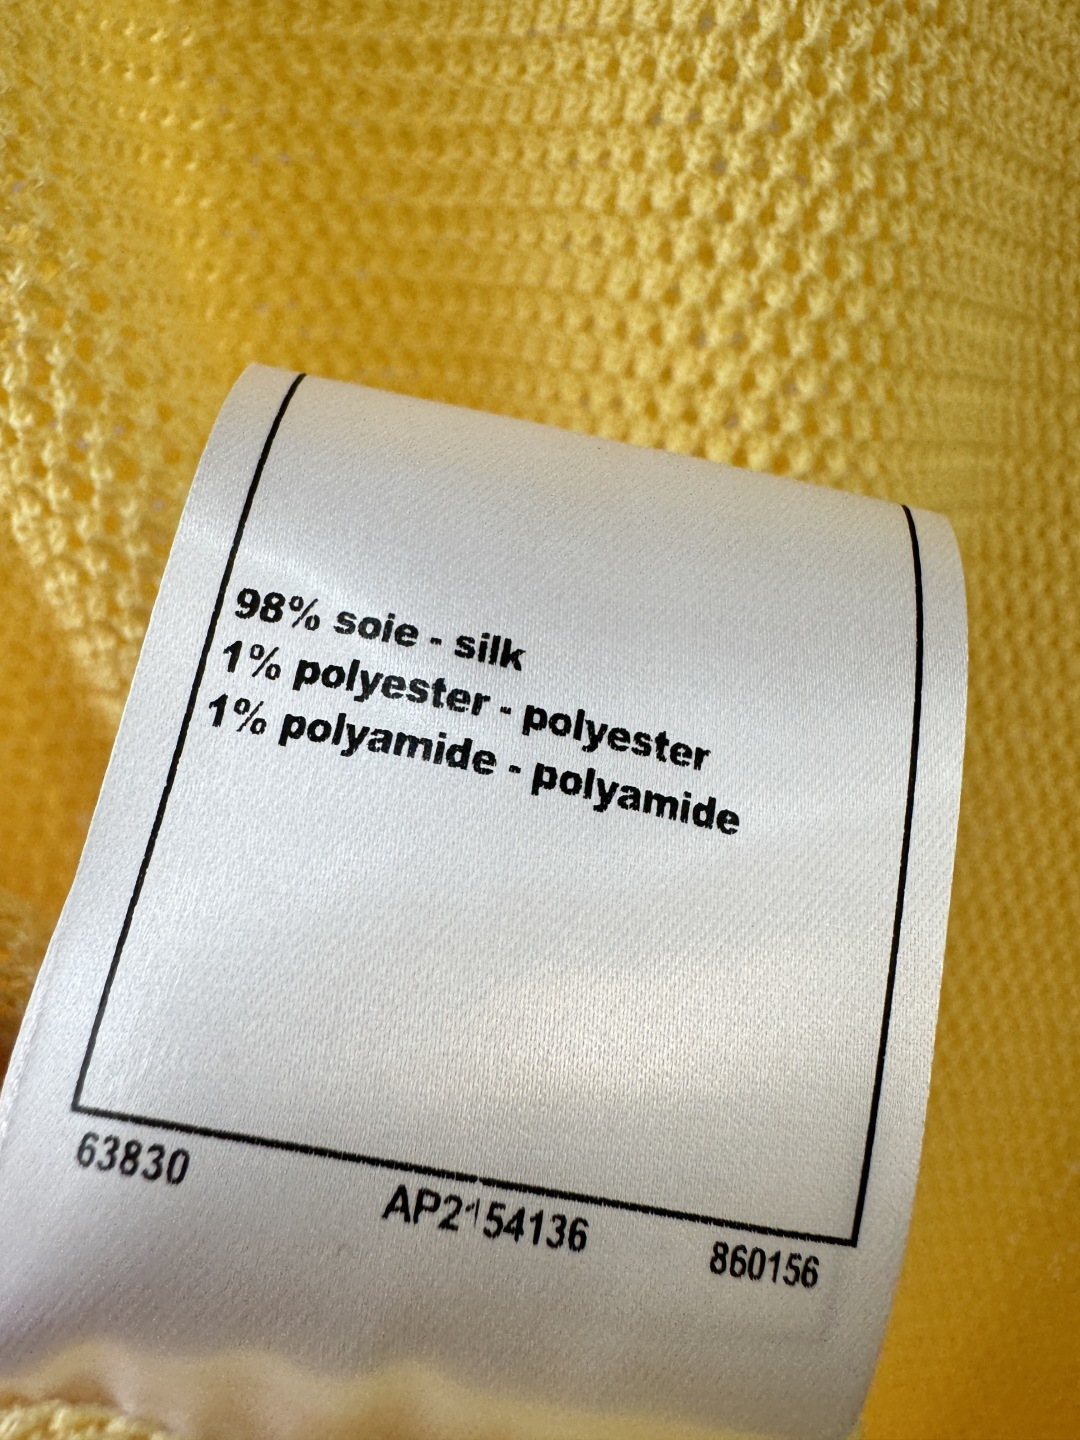 98% soie - silk
1% polyester - polyester
1% polyamide - polyamide
63830
AP2154136
860156